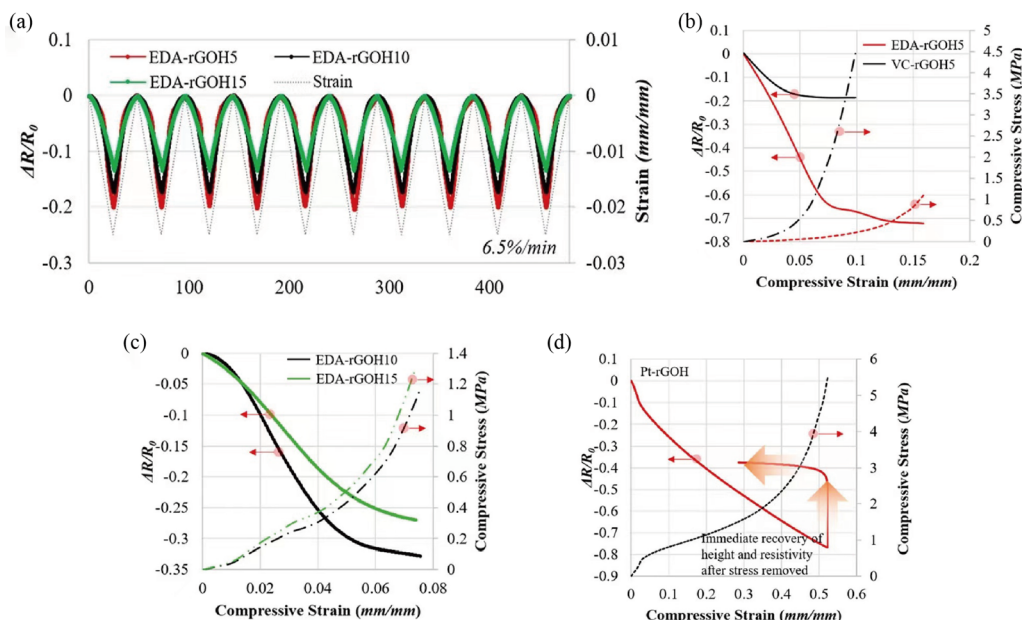 (a)
0.1
0
-0.1
-0.2
-0.3
ΔR/R0
EDA-rGOH5
EDA-rGOH10
EDA-rGOH15
Strain
0.01
0
-0.01
-0.02
-0.03
Strain (mm/mm)
6.5%/min
0 100 200 300 400
(b)
0.1
0
-0.1
-0.2
-0.3
-0.4
-0.5
-0.6
-0.7
-0.8
ΔR/R0
EDA-rGOH5
VC-rGOH5
5
4.5
4
3.5
3
2.5
2
1.5
1
0.5
0
Compressive Stress (MPa)
0 0.05 0.1 0.15 0.2
Compressive Strain (mm/mm)
(c)
0
-0.05
-0.1
-0.15
-0.2
-0.25
-0.3
-0.35
ΔR/R0
EDA-rGOH10
EDA-rGOH15
1.4
1.2
1
0.8
0.6
0.4
0.2
0
Compressive Stress (MPa)
0 0.02 0.04 0.06 0.08
Compressive Strain (mm/mm)
(d)
0.1
0
-0.1
-0.2
-0.3
-0.4
-0.5
-0.6
-0.7
-0.8
-0.9
ΔR/R0
Pt-rGOH
Immediate recovery of
height and resistivity
after stress removed
6
5
4
3
2
1
0
Compressive Stress (MPa)
0 0.1 0.2 0.3 0.4 0.5 0.6
Compressive Strain (mm/mm)